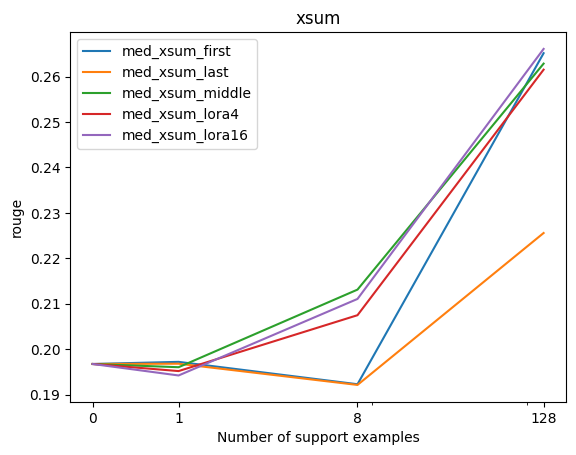 xsum
med_xsum_first
med_xsum_last
med_xsum_middle
med_xsum_lora4
med_xsum_lora16
0.26
0.25
0.24
0.23
0.22
0.21
0.20
0.19
rouge
0 1 8 128
Number of support examples